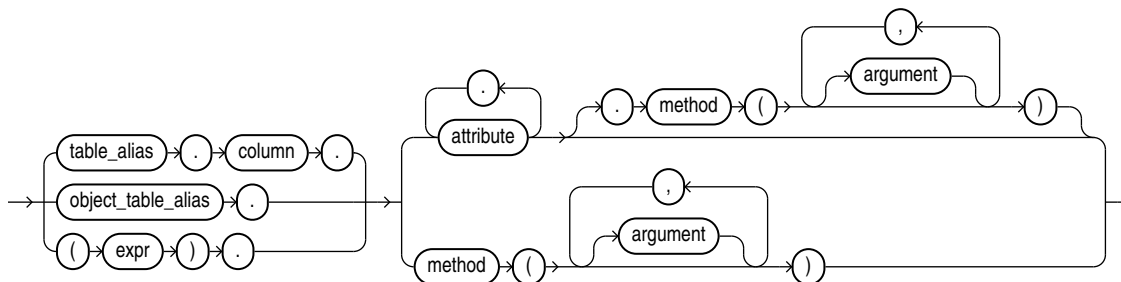 ,
argument
.
. method ( )
attribute
table_alias . column .
object_table_alias .
,
( expr ) .
argument
method ( )